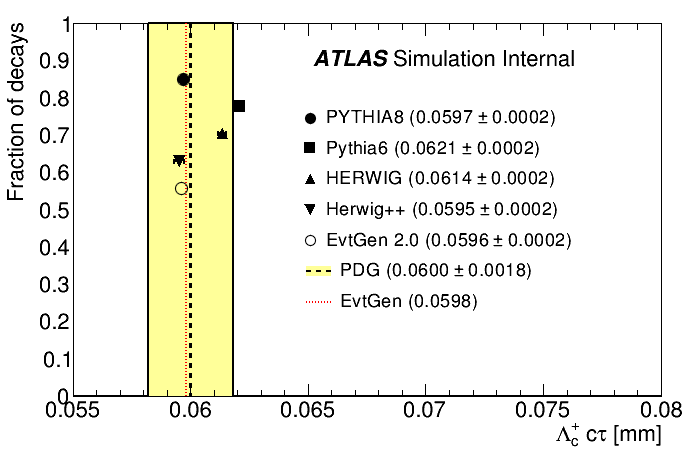 Fraction of decays
1
0.9
0.8
0.7
0.6
0.5
0.4
0.3
0.2
0.1
0
ATLAS Simulation Internal
PYTHIA8 (0.0597 ± 0.0002)
Pythia6 (0.0621 ± 0.0002)
HERWIG (0.0614 ± 0.0002)
Herwig++ (0.0595 ± 0.0002)
EvtGen 2.0 (0.0596 ± 0.0002)
PDG (0.0600 ± 0.0018)
EvtGen (0.0598)
0.055 0.06 0.065 0.07 0.075 0.08
Λc+ cτ [mm]